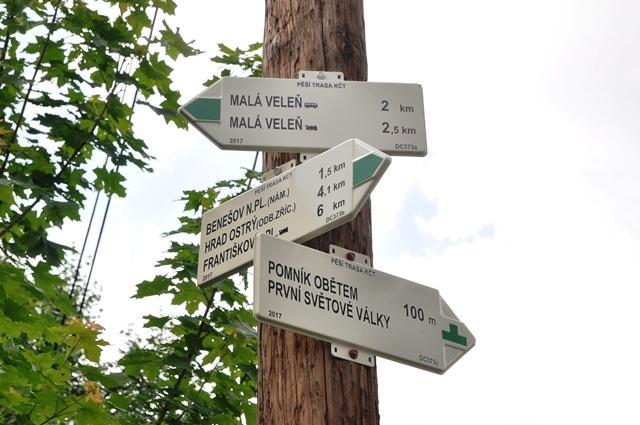 PĚŠÍ TRASA KČT
MALÁ VELEŇ 2 km
MALÁ VELEŇ 2,5 km
2017 DC373a
PĚŠÍ TRASA KČT
BENEŠOV N.PL.(NÁM.) 1,5 km
HRAD OSTRÝ(ODB.ZŘÍC.) 4,1 km
FRANTIŠKOV PL. 6 km
2017 DC373b
PĚŠÍ TRASA KČT
POMNÍK OBĚTEM
PRVNÍ SVĚTOVÉ VÁLKY 100 m
2017 DC373c